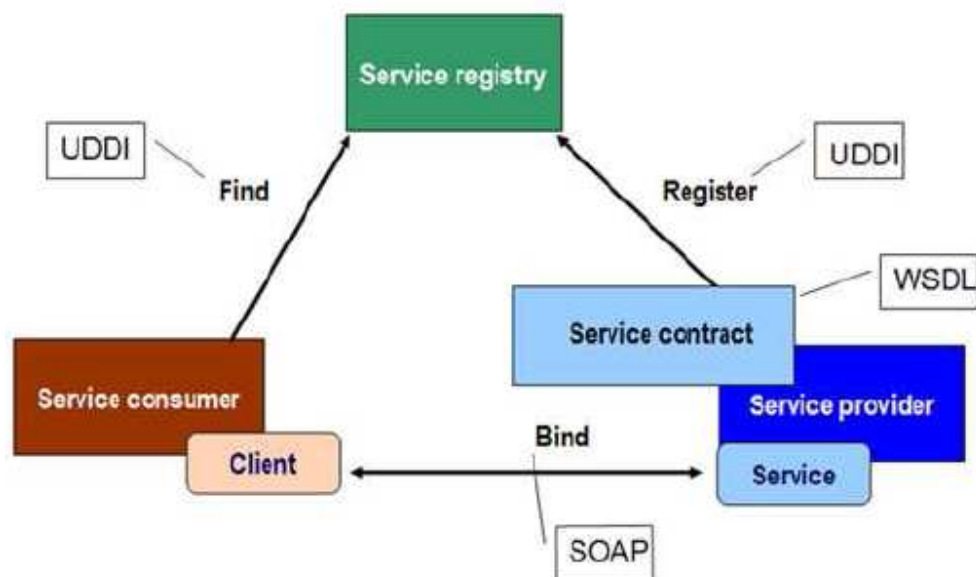 Service registry
UDDI
UDDI
Find
Register
WSDL
Service contract
Service consumer
Service provider
Bind
Client
Service
SOAP